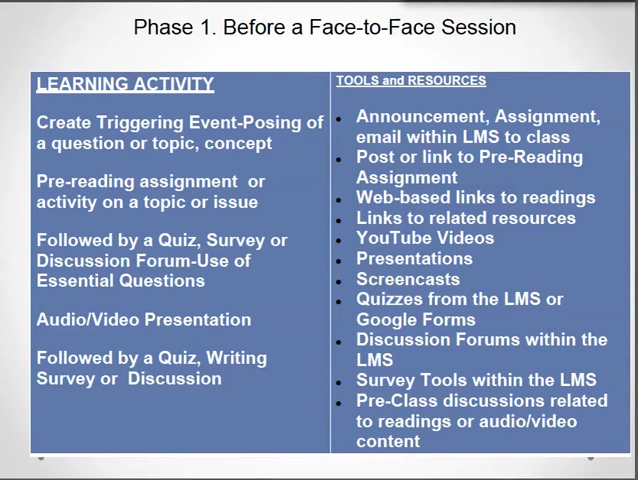 Phase 1. Before a Face-to-Face Session
LEARNING ACTIVITY
Create Triggering Event-Posing of
a question or topic, concept
Pre-reading assignment or
activity on a topic or issue
Followed by a Quiz, Survey or
Discussion Forum-Use of
Essential Questions
Audio/Video Presentation
Followed by a Quiz, Writing
Survey or Discussion
TOOLS and RESOURCES
• Announcement, Assignment,
email within LMS to class
• Post or link to Pre-Reading
Assignment
• Web-based links to readings
• Links to related resources
• YouTube Videos
• Presentations
• Screencasts
• Quizzes from the LMS or
Google Forms
• Discussion Forums within the
LMS
• Survey Tools within the LMS
• Pre-Class discussions related
to readings or audio/video
content